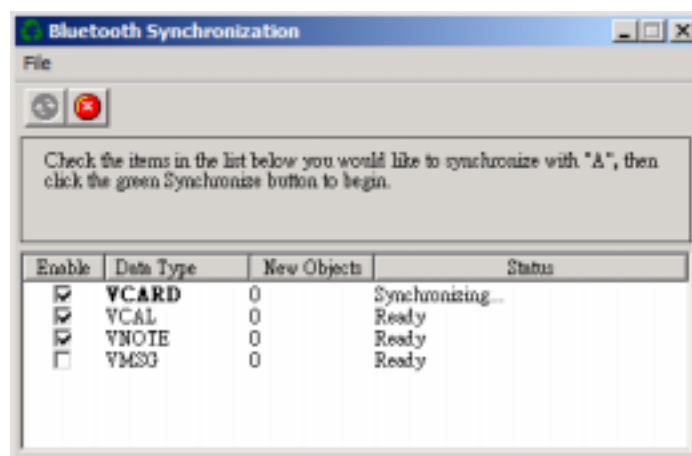 Bluetooth Synchronization
File
Check the items in the list below you would like to synchronize with "A", then
click the green Synchronize button to begin.
Enable Data Type New Objects Status
VCARD 0 Synchronizing...
VCAL 0 Ready
VNOTE 0 Ready
VMSG 0 Ready